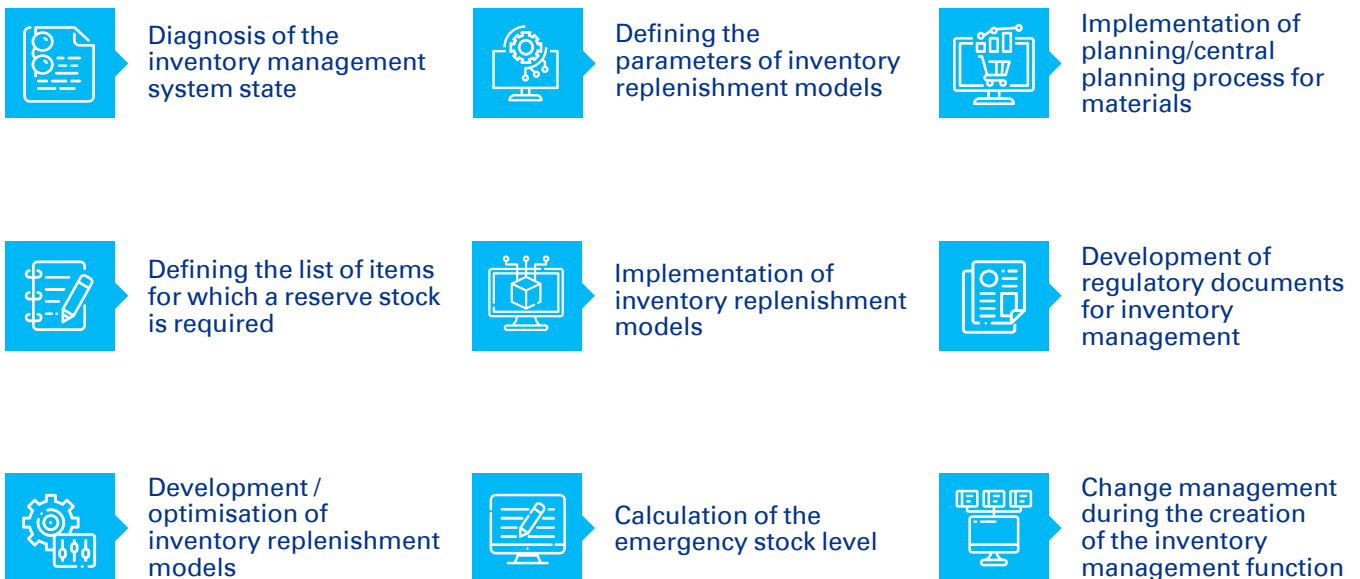 Diagnosis of the
inventory management
system state
Defining the
parameters of inventory
replenishment models
Implementation of
planning/central
planning process for
materials
Defining the list of items
for which a reserve stock
is required
Implementation of
inventory replenishment
models
Development of
regulatory documents
for inventory
management
Development /
optimisation of
inventory replenishment
models
Calculation of the
emergency stock level
Change management
during the creation
of the inventory
management function